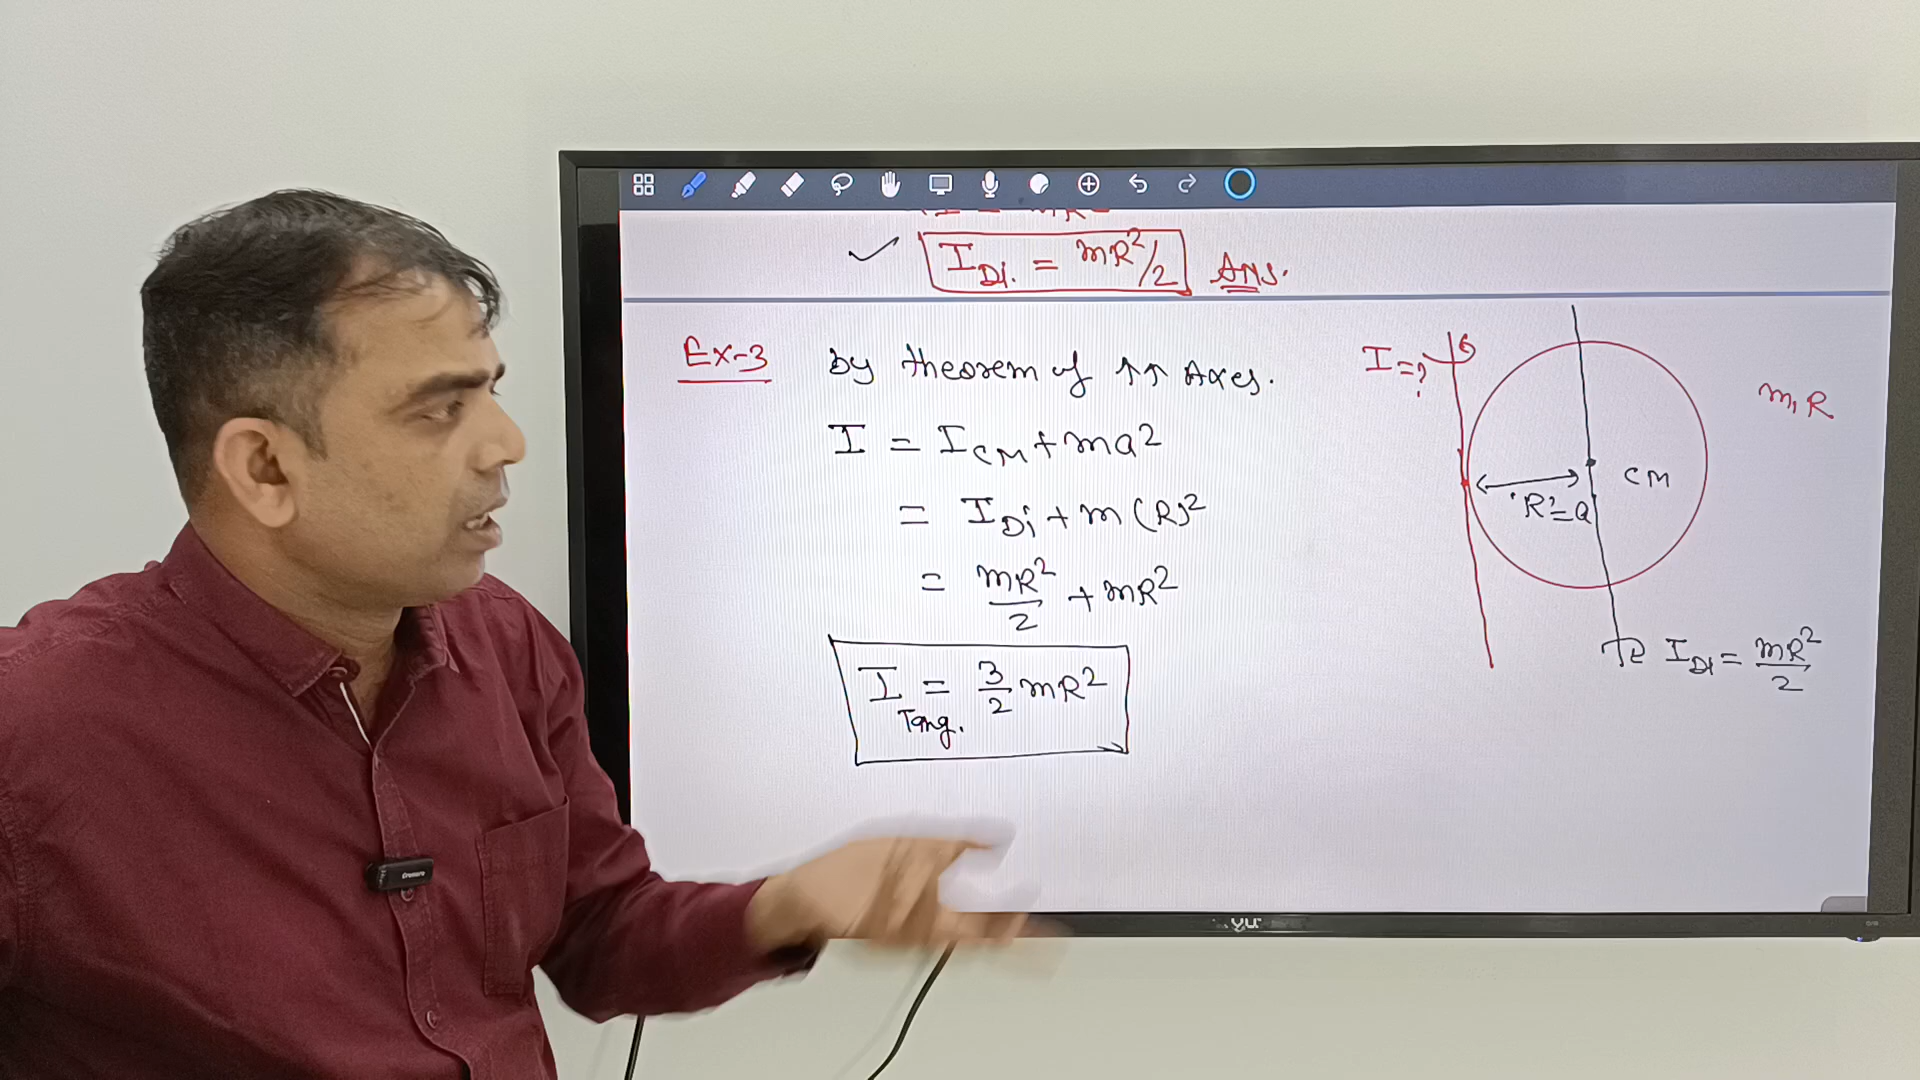 I_Di. = mR²/2 Ans.
Ex-3 by theorem of ↑↑ Axes.
I = I_CM + ma²
= I_Di + m(R)²
= mR²/2 + mR²
I_Tang. = 3/2 mR²
I = ?
m, R
CM
'R' = a
I_Di = mR²/2
yu